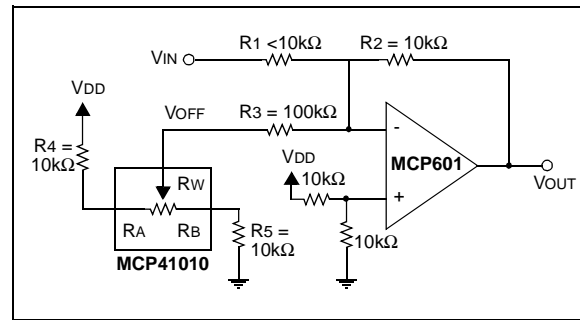 R1 <10kΩ
R2 = 10kΩ
VIN
VDD
VOFF
R3 = 100kΩ
R4 =
10kΩ
VDD
10kΩ
-
MCP601
+
VOUT
RW
RA
RB
R5 =
10kΩ
10kΩ
MCP41010